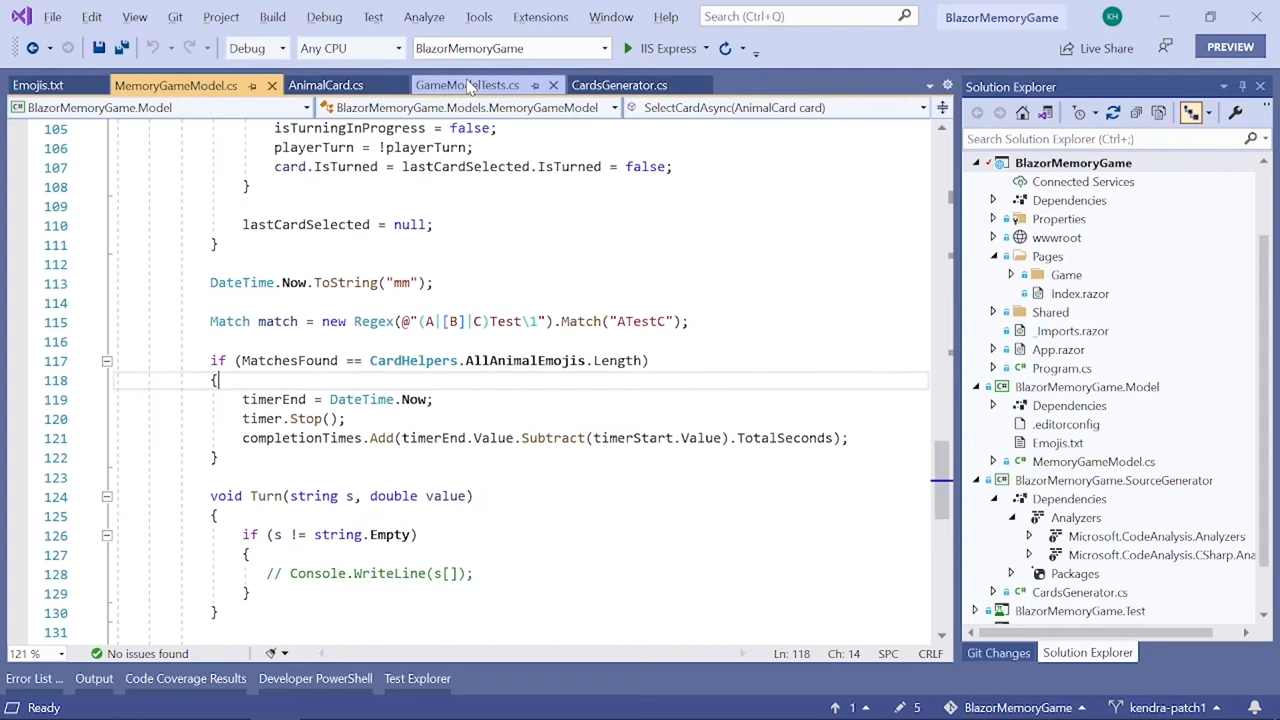 File Edit View Git Project Build Debug Test Analyze Tools Extensions Window Help Search (Ctrl+Q) BlazorMemoryGame KH
Debug Any CPU BlazorMemoryGame IIS Express Live Share PREVIEW
Emojis.txt MemoryGameModel.cs AnimalCard.cs GameModelTests.cs CardsGenerator.cs
BlazorMemoryGame.Model BlazorMemoryGame.Models.MemoryGameModel SelectCardAsync(AnimalCard card)
105 isTurningInProgress = false;
106 playerTurn = !playerTurn;
107 card.IsTurned = lastCardSelected.IsTurned = false;
108 }
109
110 lastCardSelected = null;
111 }
112
113 DateTime.Now.ToString("mm");
114
115 Match match = new Regex(@"(A|[B]|C)Test\1").Match("ATestC");
116
117 if (MatchesFound == CardHelpers.AllAnimalEmojis.Length)
118 {
119 timerEnd = DateTime.Now;
120 timer.Stop();
121 completionTimes.Add(timerEnd.Value.Subtract(timerStart.Value).TotalSeconds);
122 }
123
124 void Turn(string s, double value)
125 {
126 if (s != string.Empty)
127 {
128 // Console.WriteLine(s[]);
129 }
130 }
131
121 % No issues found Ln: 118 Ch: 14 SPC CRLF
Solution Explorer
Search Solution Explorer (Ctrl+;)
BlazorMemoryGame
Connected Services
Dependencies
Properties
wwwroot
Pages
Game
Index.razor
Shared
_Imports.razor
App.razor
Program.cs
BlazorMemoryGame.Model
Dependencies
.editorconfig
Emojis.txt
MemoryGameModel.cs
BlazorMemoryGame.SourceGenerator
Dependencies
Analyzers
Microsoft.CodeAnalysis.Analyzers
Microsoft.CodeAnalysis.CSharp.Ana
Packages
CardsGenerator.cs
BlazorMemoryGame.Test
Git Changes Solution Explorer
Error List ... Output Code Coverage Results Developer PowerShell Test Explorer
Ready 1 5 BlazorMemoryGame kendra-patch1